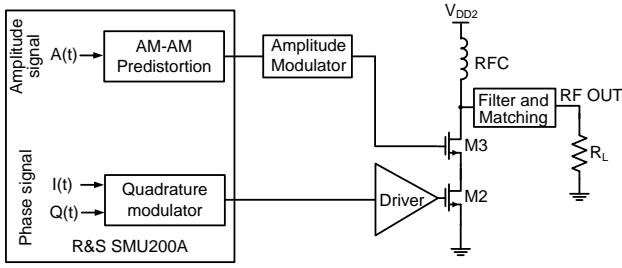 V_DD2
RFC
Amplitude signal
A(t)
AM-AM
Predistortion
Amplitude
Modulator
Filter and
Matching
RF OUT
R_L
M3
Phase signal
I(t)
Q(t)
Quadrature
modulator
Driver
M2
R&S SMU200A